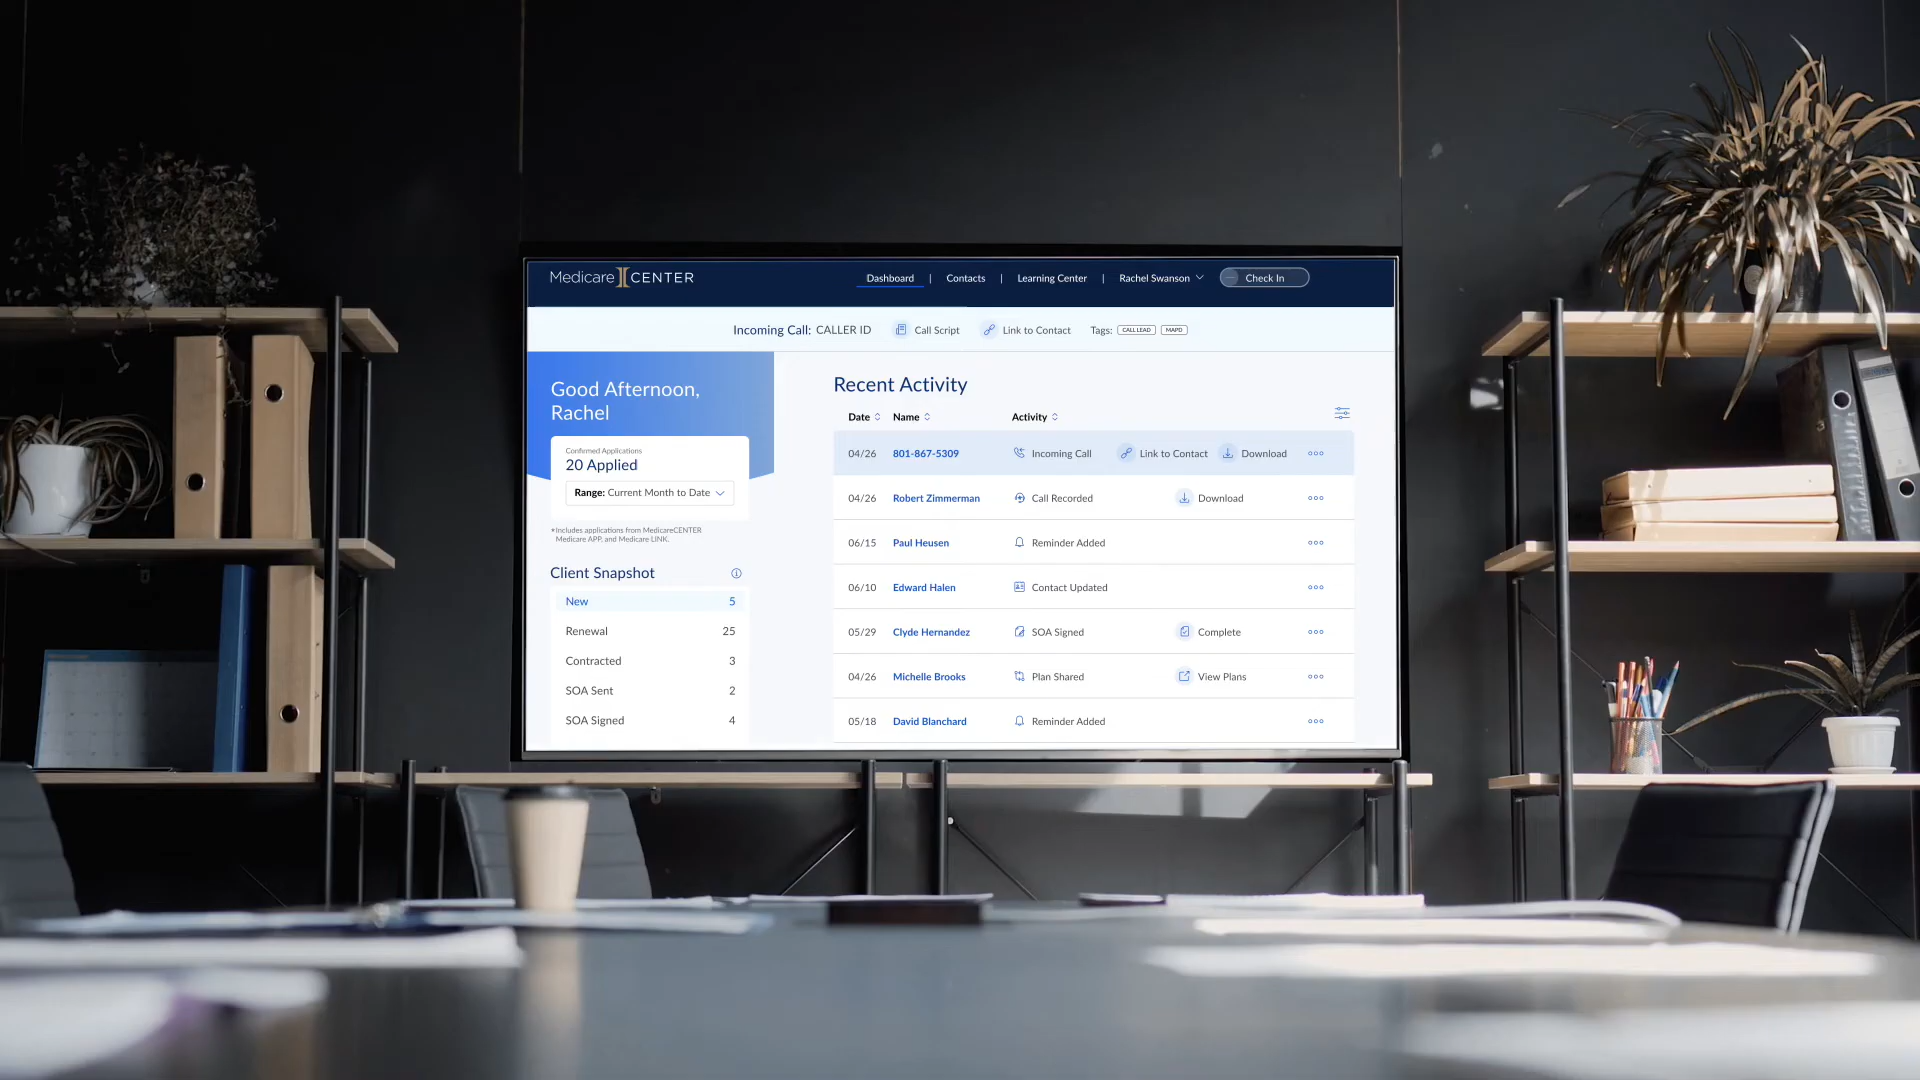 Medicare CENTER
Dashboard | Contacts | Learning Center | Rachel Swanson Check In
Incoming Call: CALLER ID Call Script Link to Contact Tags: CALL LEAD MAPD
Good Afternoon,
Rachel
Confirmed Applications
20 Applied
Range: Current Month to Date
*Includes applications from MedicareCENTER
Medicare APP. and Medicare LINK.
Client Snapshot
New 5
Renewal 25
Contracted 3
SOA Sent 2
SOA Signed 4
Recent Activity
Date Name Activity
04/26 801-867-5309 Incoming Call Link to Contact Download
04/26 Robert Zimmerman Call Recorded Download
06/15 Paul Heusen Reminder Added
06/10 Edward Halen Contact Updated
05/29 Clyde Hernandez SOA Signed Complete
04/26 Michelle Brooks Plan Shared View Plans
05/18 David Blanchard Reminder Added